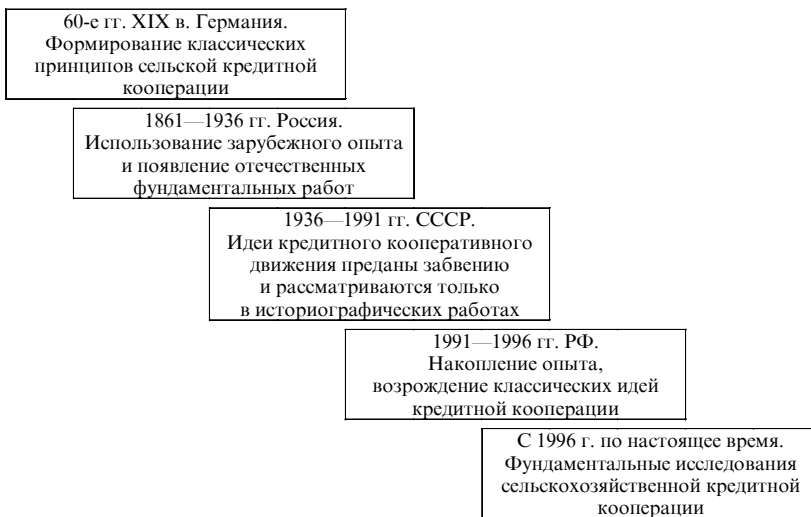 60-е гг. XIX в. Германия.
Формирование классических
принципов сельской кредитной
кооперации
1861—1936 гг. Россия.
Использование зарубежного опыта
и появление отечественных
фундаментальных работ
1936—1991 гг. СССР.
Идеи кредитного кооперативного
движения преданы забвению
и рассматриваются только
в историографических работах
1991—1996 гг. РФ.
Накопление опыта,
возрождение классических идей
кредитной кооперации
С 1996 г. по настоящее время.
Фундаментальные исследования
сельскохозяйственной кредитной
кооперации